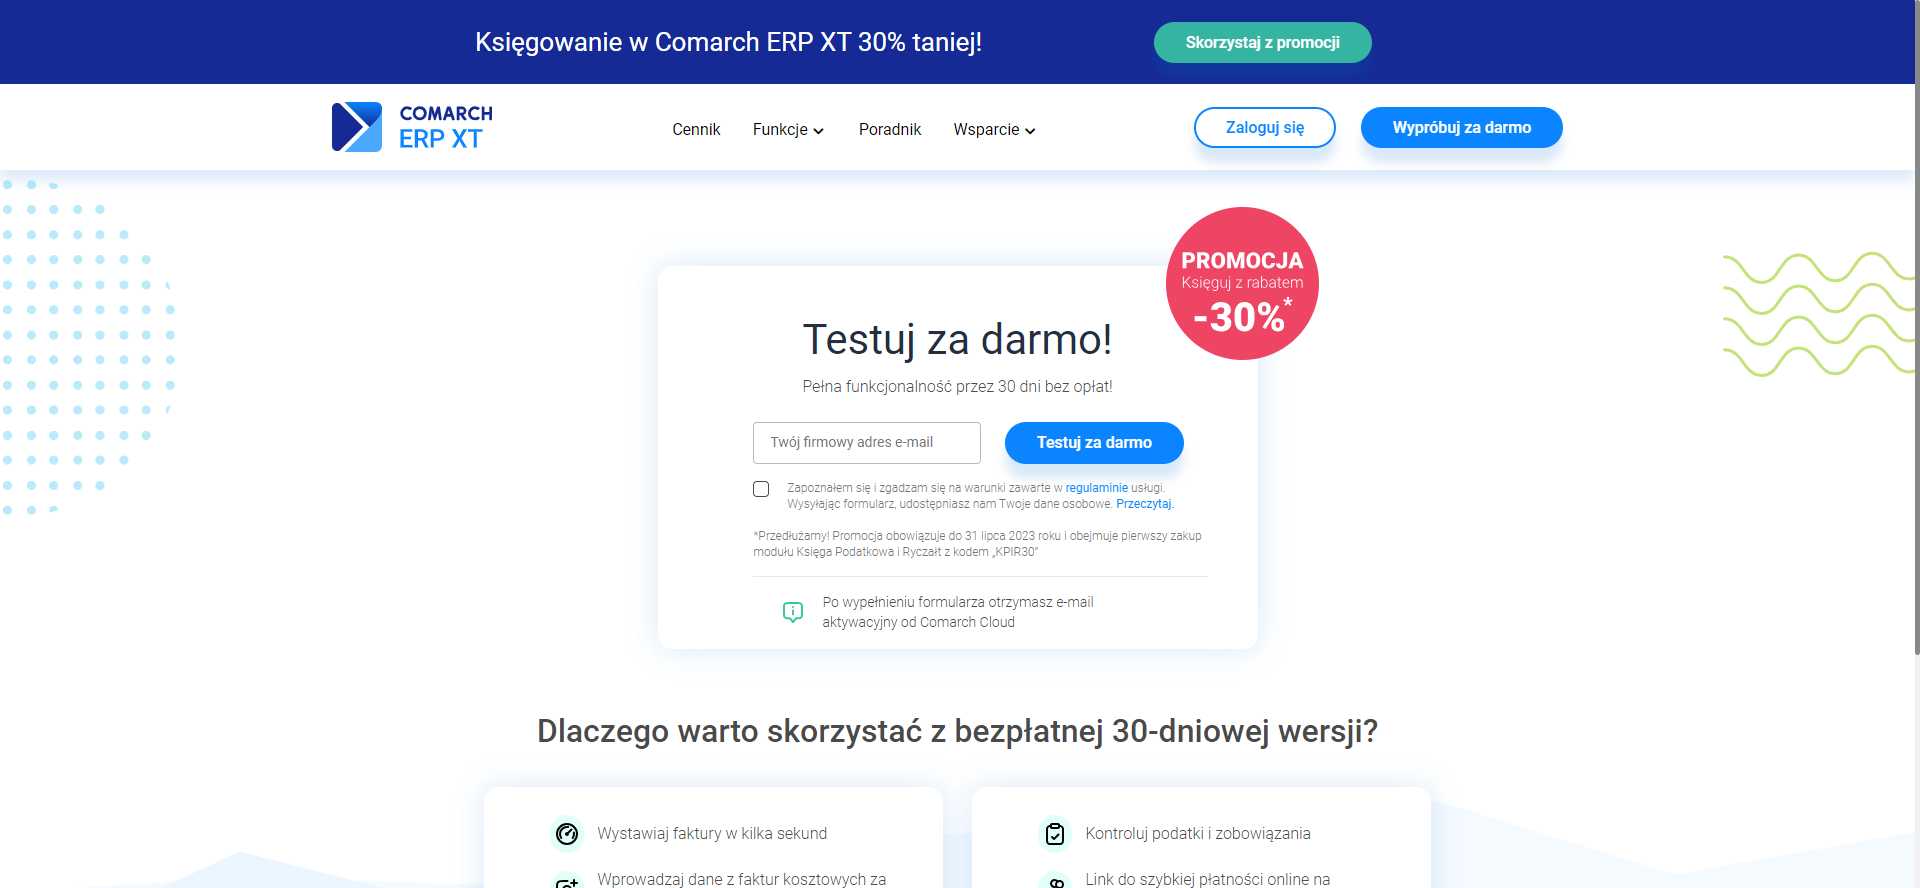 Księgowanie w Comarch ERP XT 30% taniej!
Skorzystaj z promocji
COMARCH
ERP XT
Cennik
Funkcje
Poradnik
Wsparcie
Zaloguj się
Wypróbuj za darmo
PROMOCJA
Księguj z rabatem
-30%*
Testuj za darmo!
Pełna funkcjonalność przez 30 dni bez opłat!
Twój firmowy adres e-mail
Testuj za darmo
Zapoznałem się i zgadzam się na warunki zawarte w regulaminie usługi.
Wysyłając formularz, udostępniasz nam Twoje dane osobowe. Przeczytaj.
*Przedłużamy! Promocja obowiązuje do 31 lipca 2023 roku i obejmuje pierwszy zakup
modułu Księga Podatkowa i Ryczałt z kodem „KPIR30”
Po wypełnieniu formularza otrzymasz e-mail
aktywacyjny od Comarch Cloud
Dlaczego warto skorzystać z bezpłatnej 30-dniowej wersji?
Wystawiaj faktury w kilka sekund
Wprowadzaj dane z faktur kosztowych za
Kontroluj podatki i zobowiązania
Link do szybkiej płatności online na